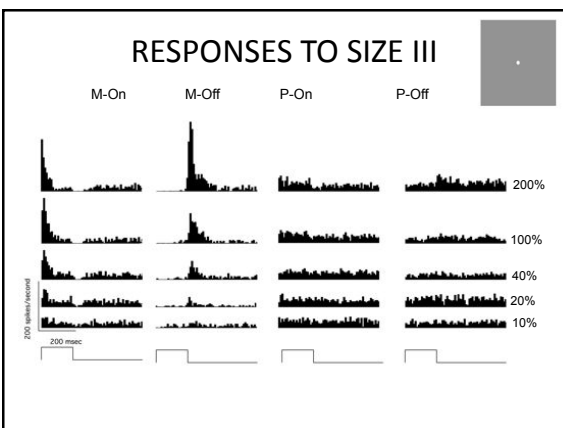 RESPONSES TO SIZE III
M-On M-Off P-On P-Off
200%
100%
40%
20%
10%
200 spikes/second
200 msec